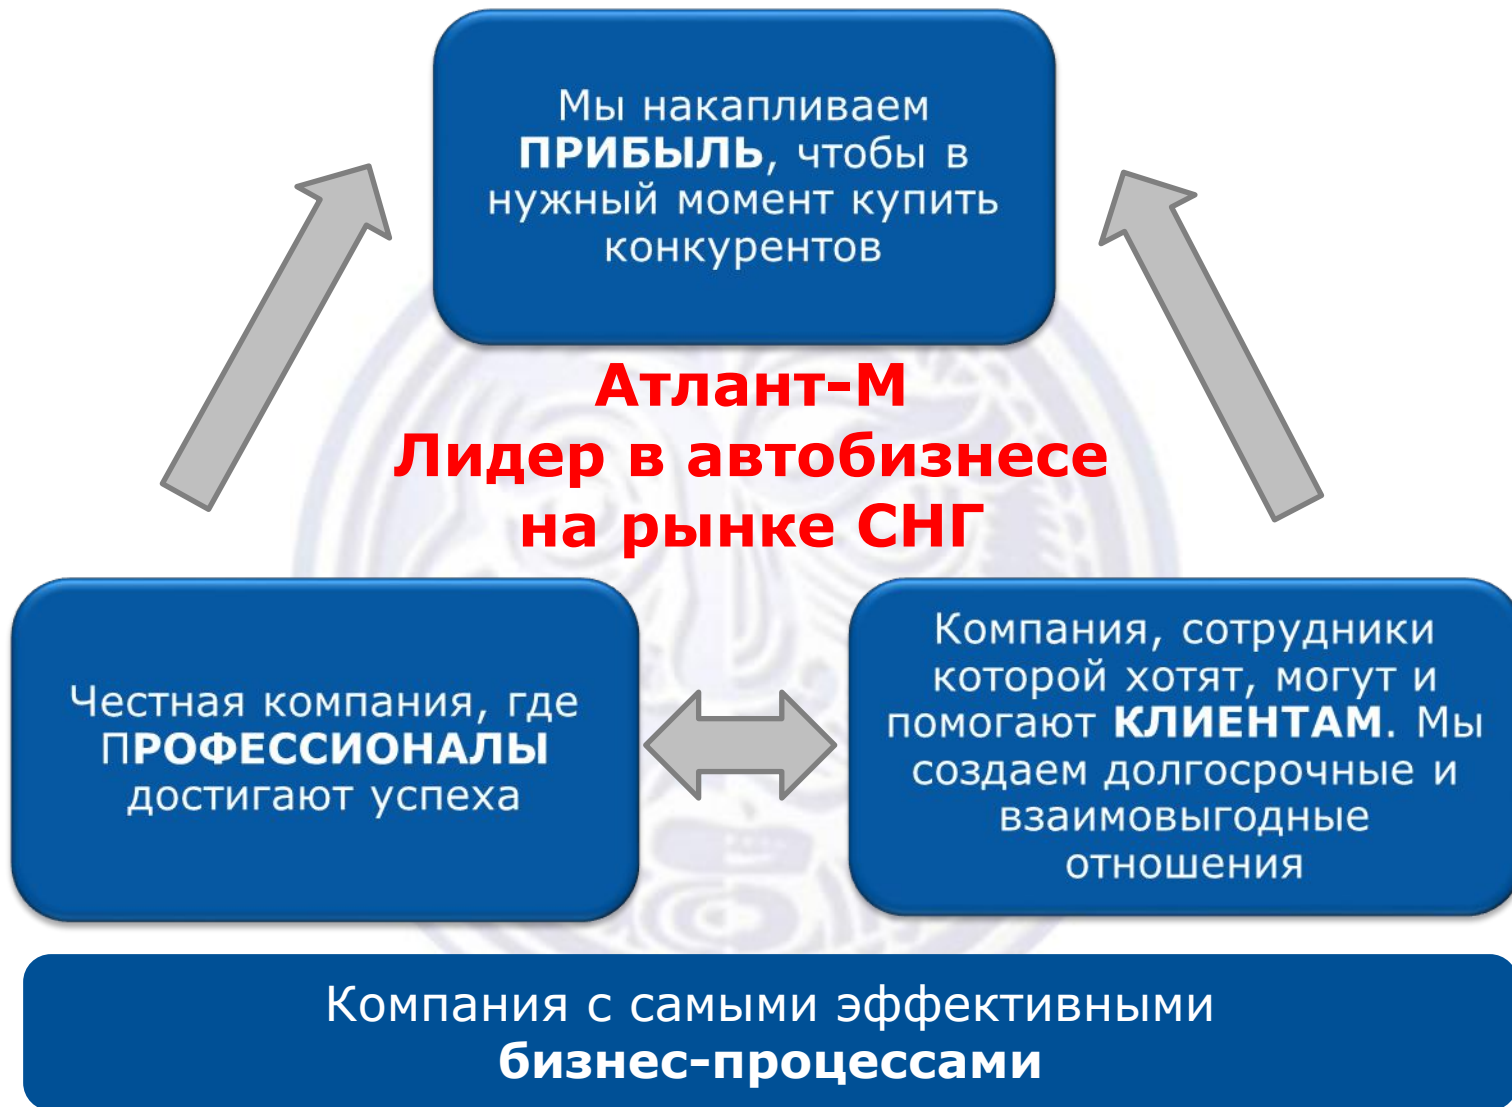 Мы накапливаем
ПРИБЫЛЬ, чтобы в
нужный момент купить
конкурентов
Атлант-М
Лидер в автобизнесе
на рынке СНГ
Честная компания, где
ПРОФЕССИОНАЛЫ
достигают успеха
Компания, сотрудники
которой хотят, могут и
помогают КЛИЕНТАМ. Мы
создаем долгосрочные и
взаимовыгодные
отношения
Компания с самыми эффективными
бизнес-процессами